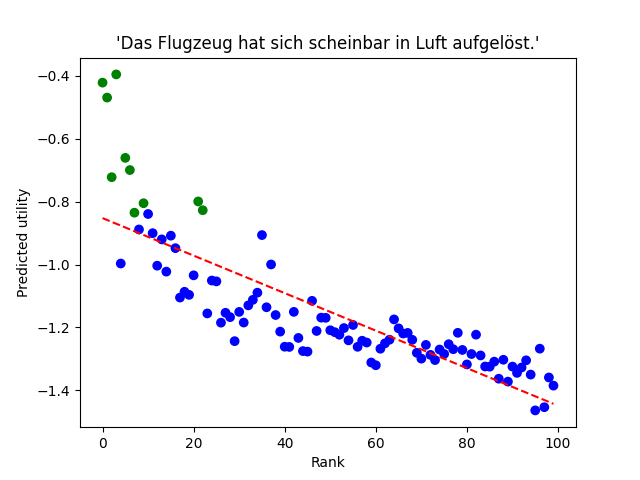 'Das Flugzeug hat sich scheinbar in Luft aufgelöst.'
Predicted utility
−0.4
−0.6
−0.8
−1.0
−1.2
−1.4
0 20 40 60 80 100
Rank